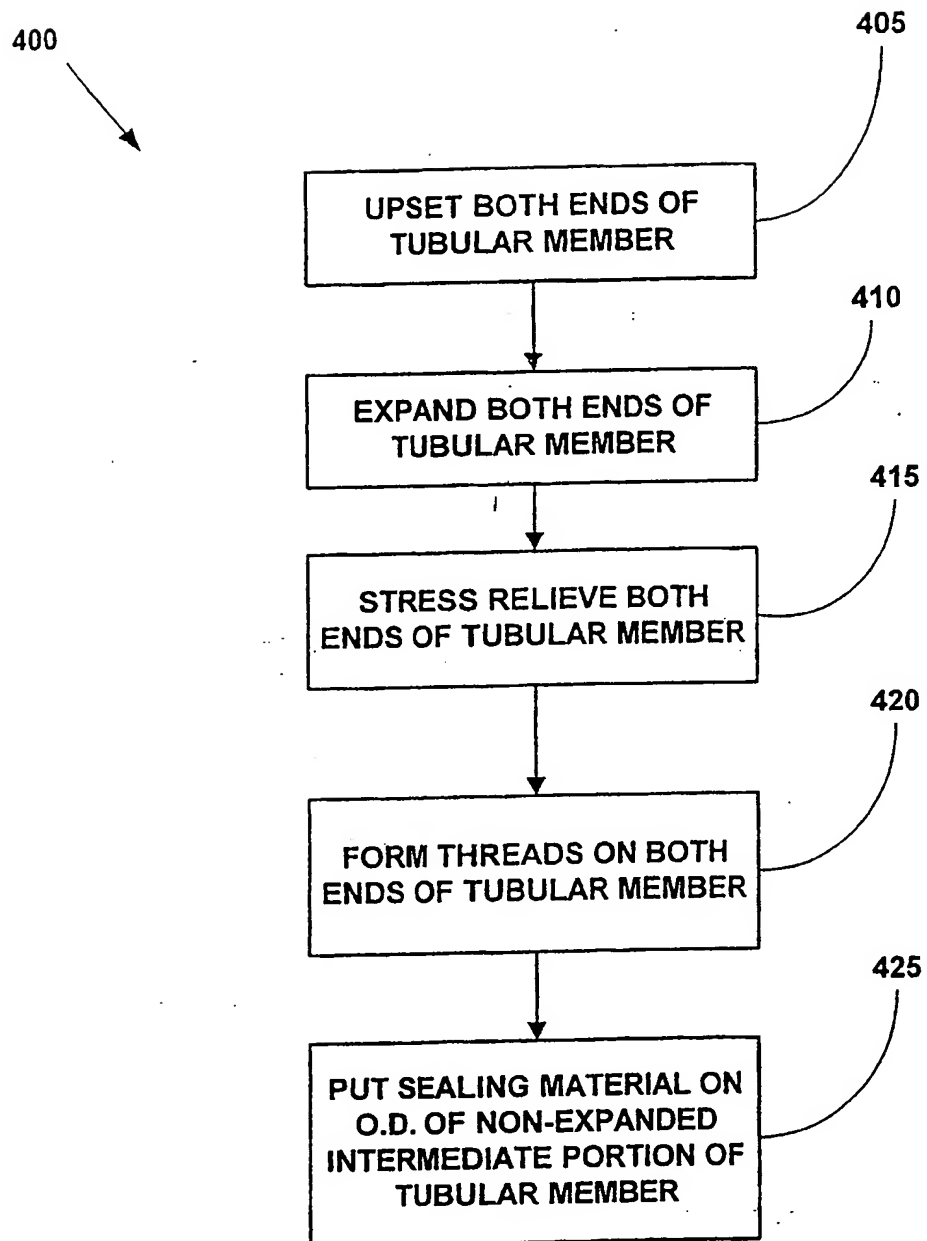 400
405
UPSET BOTH ENDS OF
TUBULAR MEMBER
410
EXPAND BOTH ENDS OF
TUBULAR MEMBER
415
STRESS RELIEVE BOTH
ENDS OF TUBULAR MEMBER
420
FORM THREADS ON BOTH
ENDS OF TUBULAR MEMBER
425
PUT SEALING MATERIAL ON
O.D. OF NON-EXPANDED
INTERMEDIATE PORTION OF
TUBULAR MEMBER